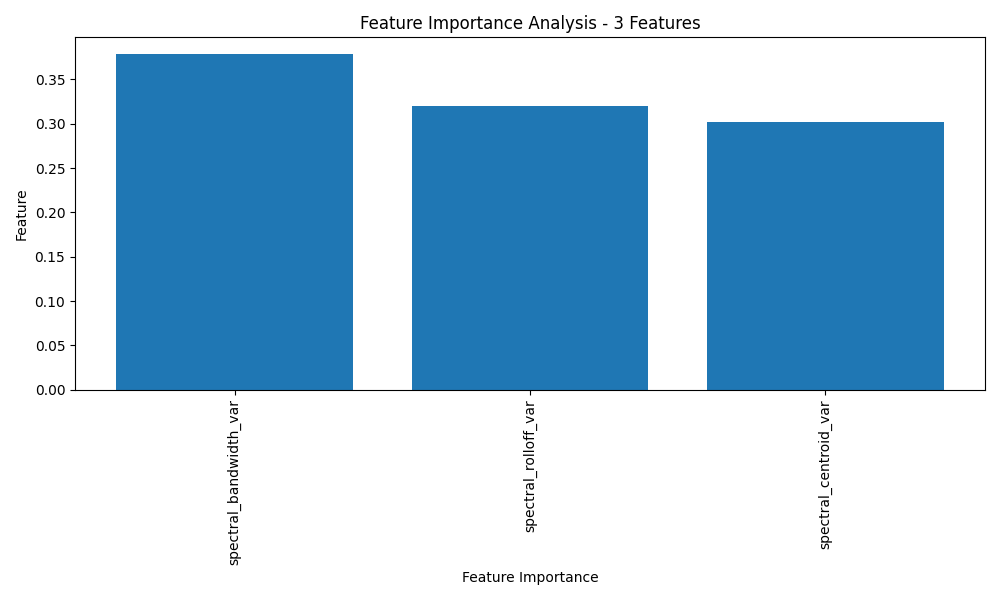 Feature Importance Analysis - 3 Features
Feature
0.35
0.30
0.25
0.20
0.15
0.10
0.05
0.00
spectral_bandwidth_var
spectral_rolloff_var
spectral_centroid_var
Feature Importance